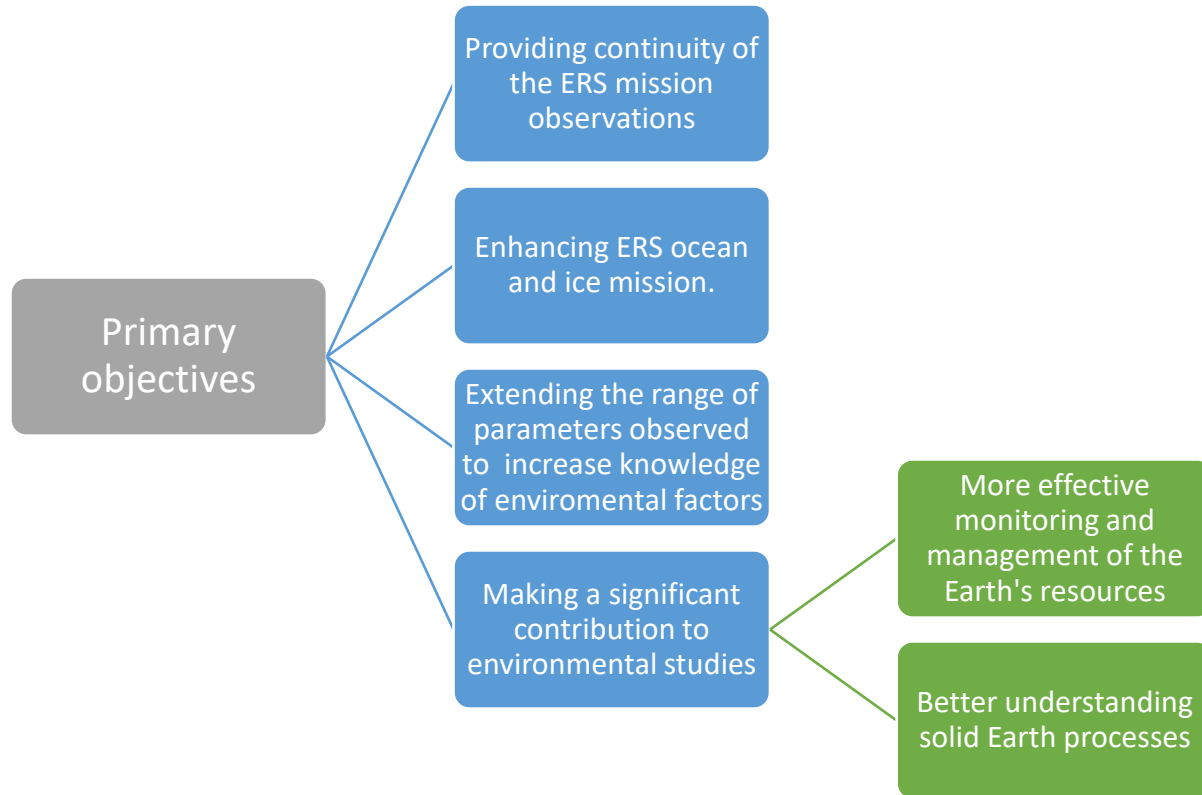 Providing continuity of
the ERS mission
observations
Enhancing ERS ocean
and ice mission.
Primary
objectives
Extending the range of
parameters observed
to  increase knowledge
of enviromental factors
More effective
monitoring and
management of the
Earth's resources
Making a significant
contribution to
environmental studies
Better understanding
solid Earth processes